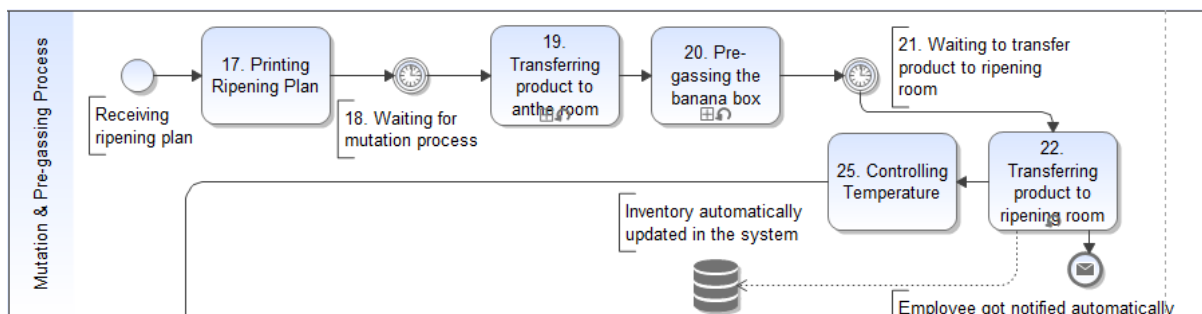 Mutation & Pre-gassing Process
Receiving
ripening plan
17. Printing
Ripening Plan
18. Waiting for
mutation process
19.
Transferring
product to
anthe room
20. Pre-
gassing the
banana box
21. Waiting to transfer
product to ripening
room
22.
Transferring
product to
ripening room
25. Controlling
Temperature
Inventory automatically
updated in the system
Employee got notified automatically